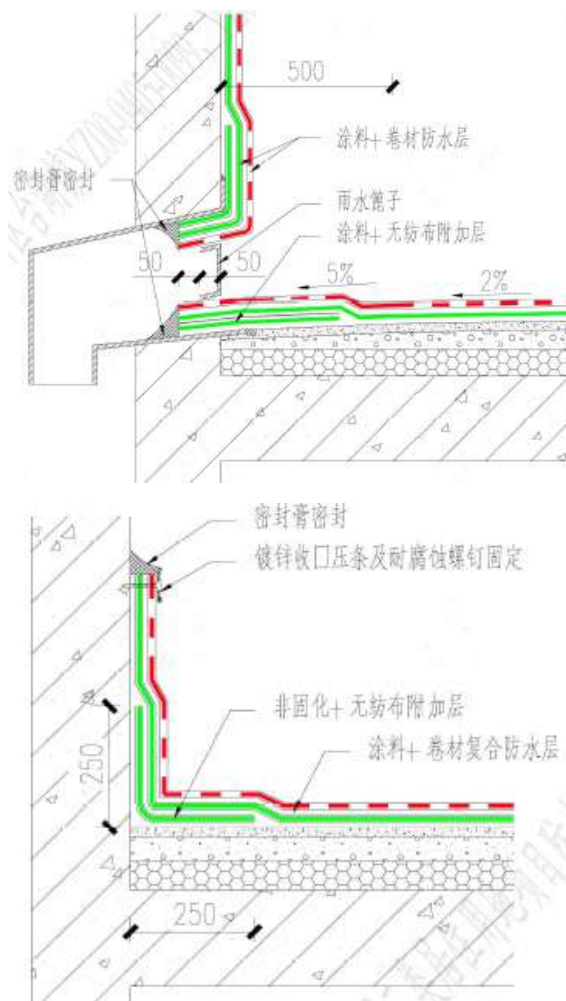 500
涂料+卷材防水层
密封膏密封
雨水篦子
涂料+无纺布附加层
50
50
5%
2%
密封膏密封
镀锌收口压条及耐腐蚀螺钉固定
非固化+无纺布附加层
涂料+卷材复合防水层
250
250